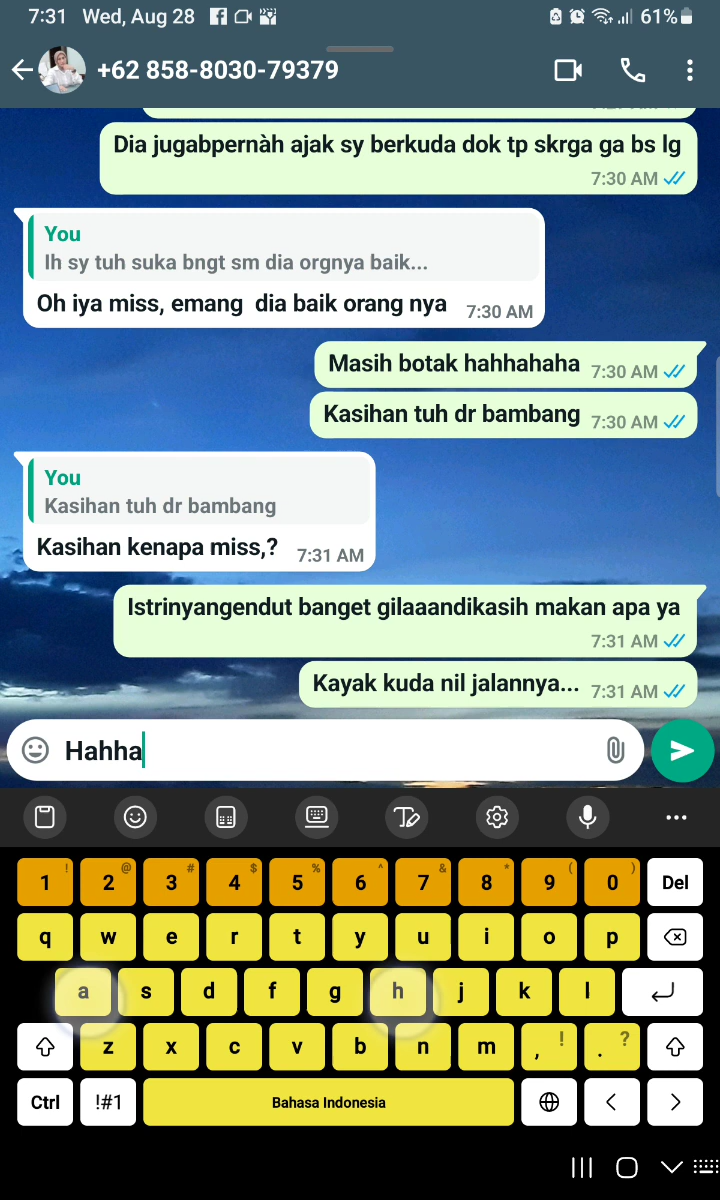 7:31 Wed, Aug 28
61%
+62 858-8030-79379
Dia jugabpernàh ajak sy berkuda dok tp skrga ga bs lg
7:30 AM
You
Ih sy tuh suka bngt sm dia orgnya baik...
Oh iya miss, emang  dia baik orang nya 7:30 AM
Masih botak hahhahaha 7:30 AM
Kasihan tuh dr bambang 7:30 AM
You
Kasihan tuh dr bambang
Kasihan kenapa miss,? 7:31 AM
Istrinyangendut banget gilaaandikasih makan apa ya
7:31 AM
Kayak kuda nil jalannya... 7:31 AM
Hahha
1 ! 2 @ 3 # 4 $ 5 % 6 ^ 7 & 8 * 9 ( 0 ) Del
q w e r t y u i o p
a s d f g h j k l
z x c v b n m , ! . ?
Ctrl !#1 Bahasa Indonesia < >